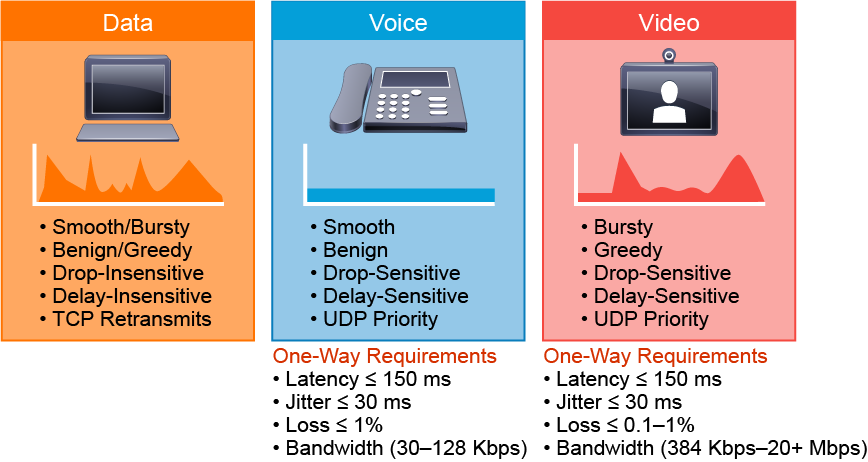 Data
• Smooth/Bursty
• Benign/Greedy
• Drop-Insensitive
• Delay-Insensitive
• TCP Retransmits
Voice
• Smooth
• Benign
• Drop-Sensitive
• Delay-Sensitive
• UDP Priority
One-Way Requirements
• Latency ≤ 150 ms
• Jitter ≤ 30 ms
• Loss ≤ 1%
• Bandwidth (30–128 Kbps)
Video
• Bursty
• Greedy
• Drop-Sensitive
• Delay-Sensitive
• UDP Priority
One-Way Requirements
• Latency ≤ 150 ms
• Jitter ≤ 30 ms
• Loss ≤ 0.1–1%
• Bandwidth (384 Kbps–20+ Mbps)